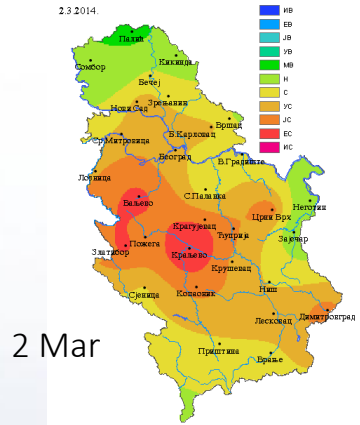 2.3.2014.
ИВ
ЕВ
ЈВ
УВ
МВ
Н
С
УС
ЈС
ЕС
ИС
Палић
Сомбор
Кикинда
Бечеј
Зрењанин
Нови Сад
Вршац
Б.Карловац
Ср.Митровица
Београд
В.Градиште
Лозница
Ваљево
С.Паланка
Неготин
Црни Врх
Крагујевац
Ћуприја
Зајечар
Пожега
Златибор
Краљево
Крушевац
Сјеница
Копаоник
Ниш
Лесковац
Димитровград
Приштина
Врање
2 Mar